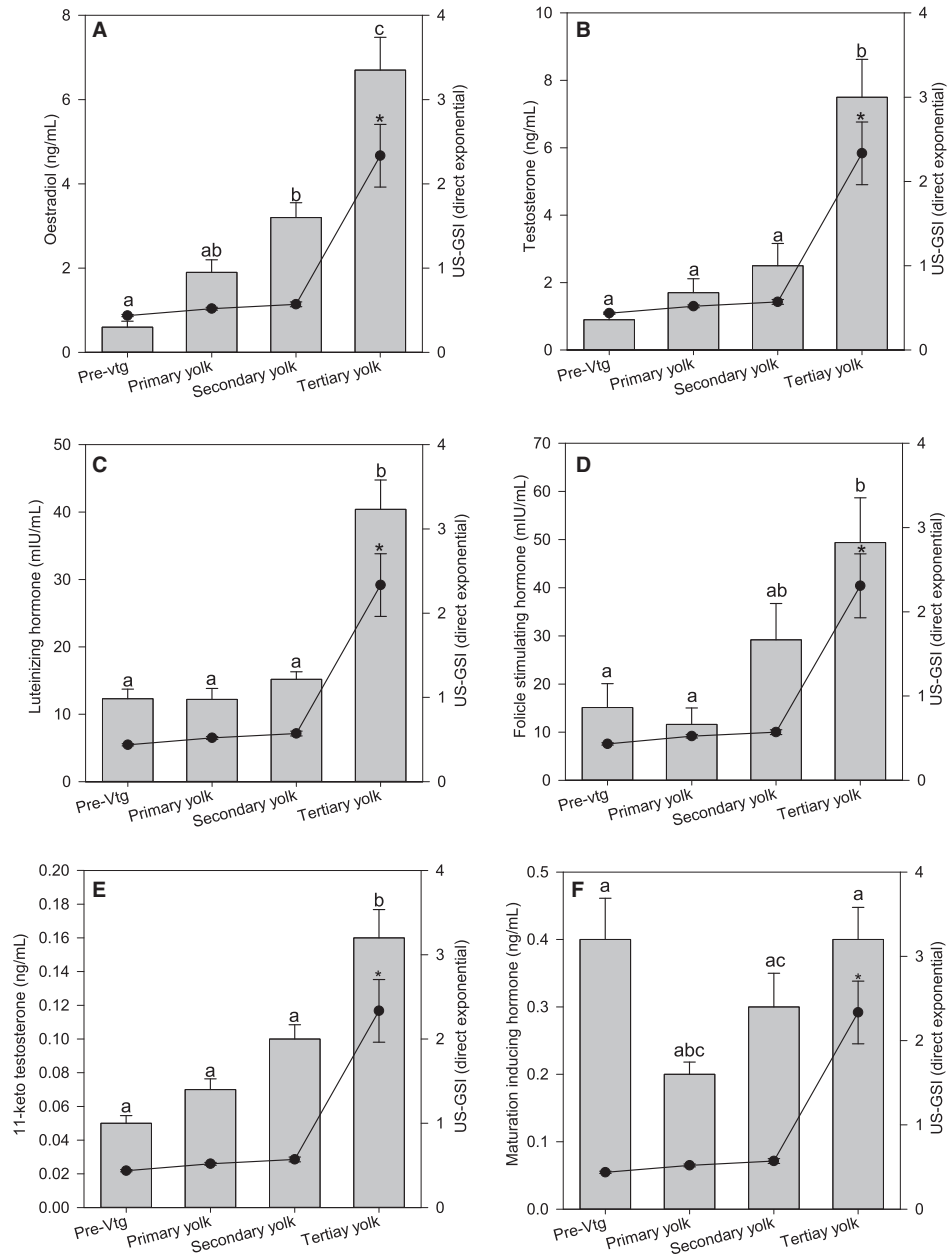 A
Oestradiol (ng/mL)
8
6
4
2
0
c
*
b
ab
a
4
3
2
1
0
US-GSI (direct exponential)
Pre-vtg
Primary yolk
Secondary yolk
Tertiary yolk
B
Testosterone (ng/mL)
10
8
6
4
2
0
b
*
a
a
a
4
3
2
1
0
US-GSI (direct exponential)
Pre-Vtg
Primary yolk
Secondary yolk
Tertiay yolk
C
Luteinizing hormone (mIU/mL)
50
40
30
20
10
0
b
*
a
a
a
4
3
2
1
0
US-GSI (direct exponential)
Pre-Vtg
Primary yolk
Secondary yolk
Tertiary yolk
D
Folicle stimulating hormone (mIU/mL)
70
60
50
40
30
20
10
0
b
*
ab
a
a
4
3
2
1
0
US-GSI (direct exponential)
Pre-Vtg
Primary yolk
Secondary yolk
Tertiary yolk
E
11-keto testosterone (ng/mL)
0.20
0.18
0.16
0.14
0.12
0.10
0.08
0.06
0.04
0.02
0.00
b
*
a
a
a
4
3
2
1
0
US-GSI (direct exponential)
Pre-Vtg
Primary yolk
Secondary yolk
Tertiay yolk
F
Maturation inducing hormone (ng/mL)
0.5
0.4
0.3
0.2
0.1
0.0
a
a
*
ac
abc
4
3
2
1
0
US-GSI (direct exponential)
Pre-Vtg
Primary yolk
Secondary yolk
Tertiay yolk